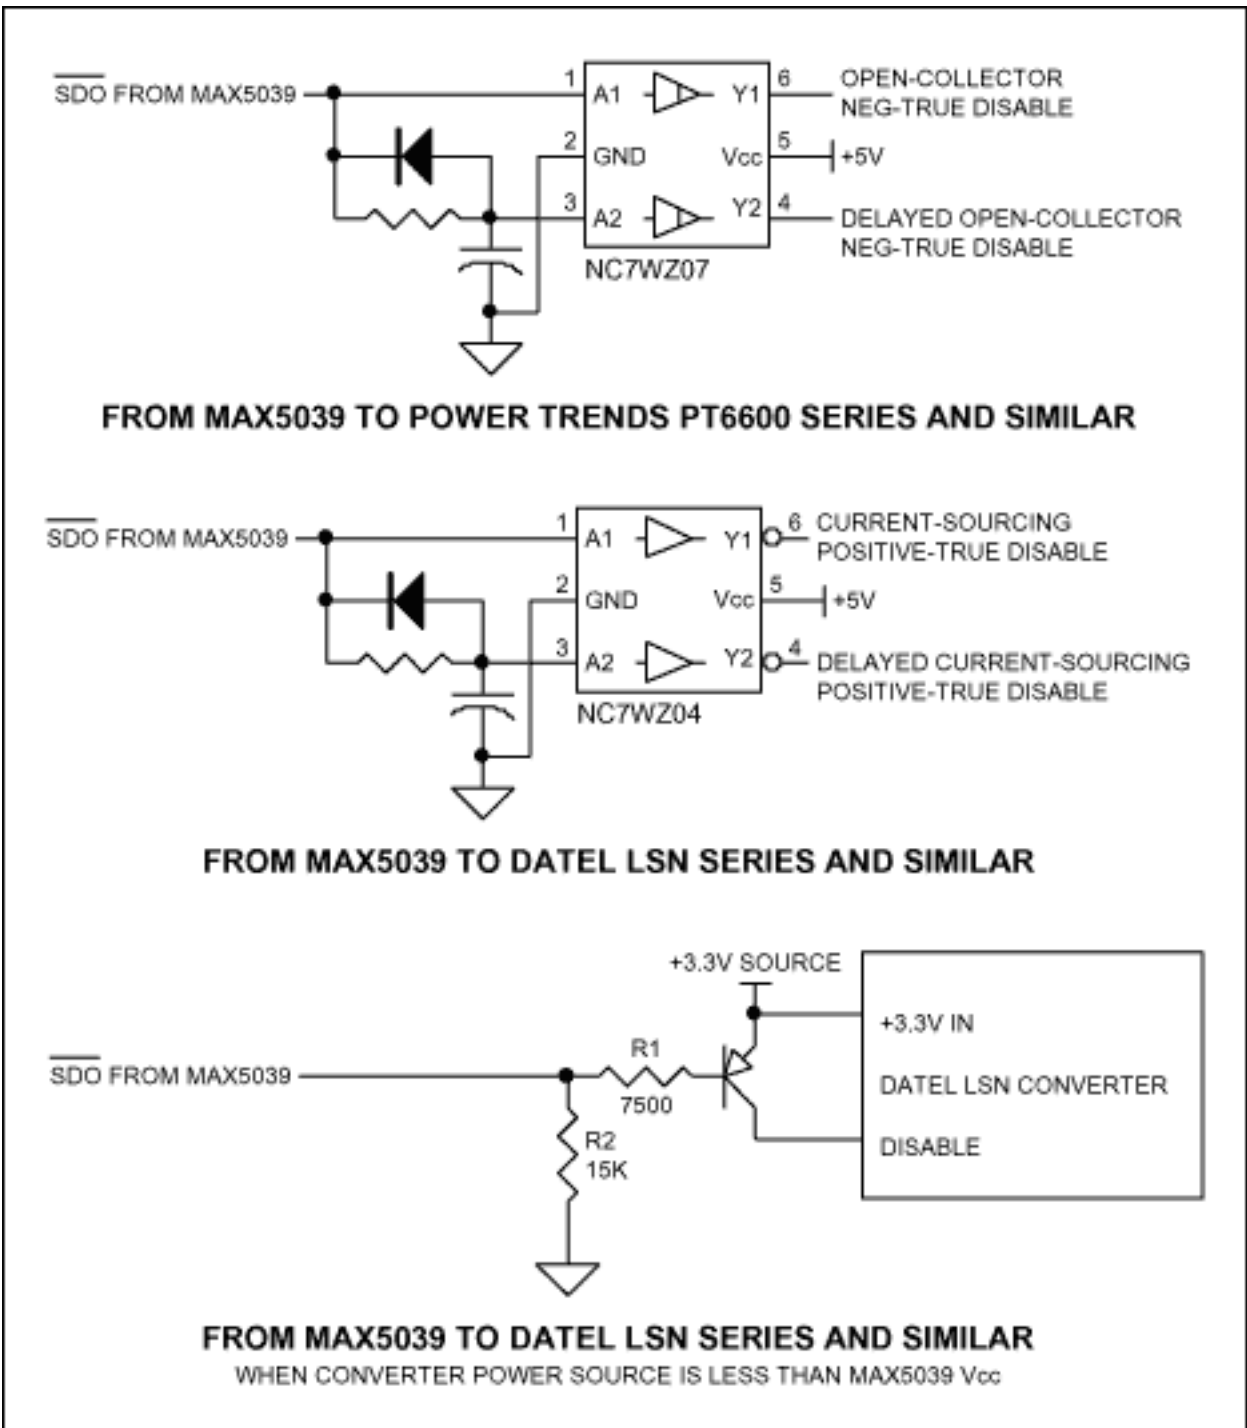 SDO FROM MAX5039
1
A1
Y1
6
OPEN-COLLECTOR
NEG-TRUE DISABLE
2
GND
Vcc
5
+5V
3
A2
Y2
4
DELAYED OPEN-COLLECTOR
NEG-TRUE DISABLE
NC7WZ07
FROM MAX5039 TO POWER TRENDS PT6600 SERIES AND SIMILAR
SDO FROM MAX5039
1
A1
Y1
6
CURRENT-SOURCING
POSITIVE-TRUE DISABLE
2
GND
Vcc
5
+5V
3
A2
Y2
4
DELAYED CURRENT-SOURCING
POSITIVE-TRUE DISABLE
NC7WZ04
FROM MAX5039 TO DATEL LSN SERIES AND SIMILAR
+3.3V SOURCE
+3.3V IN
SDO FROM MAX5039
R1
7500
DATEL LSN CONVERTER
R2
15K
DISABLE
FROM MAX5039 TO DATEL LSN SERIES AND SIMILAR
WHEN CONVERTER POWER SOURCE IS LESS THAN MAX5039 Vcc